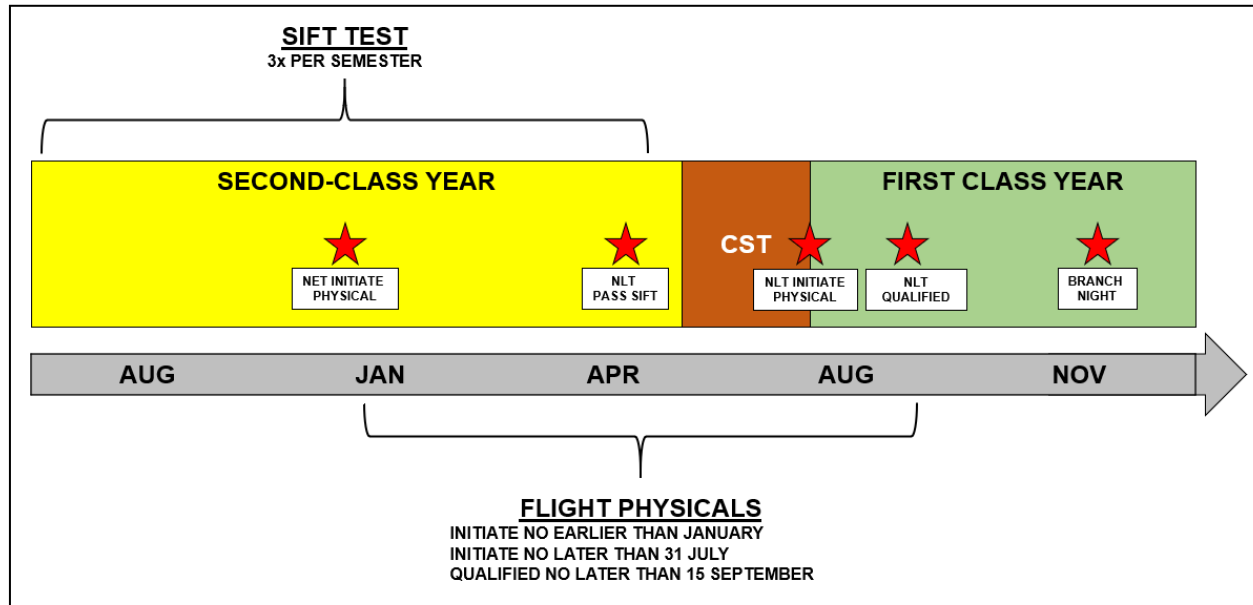 SIFT TEST
3x PER SEMESTER
SECOND-CLASS YEAR
FIRST CLASS YEAR
CST
NET INITIATE
PHYSICAL
NLT
PASS SIFT
NLT INITIATE
PHYSICAL
NLT
QUALIFIED
BRANCH
NIGHT
AUG
JAN
APR
AUG
NOV
FLIGHT PHYSICALS
INITIATE NO EARLIER THAN JANUARY
INITIATE NO LATER THAN 31 JULY
QUALIFIED NO LATER THAN 15 SEPTEMBER